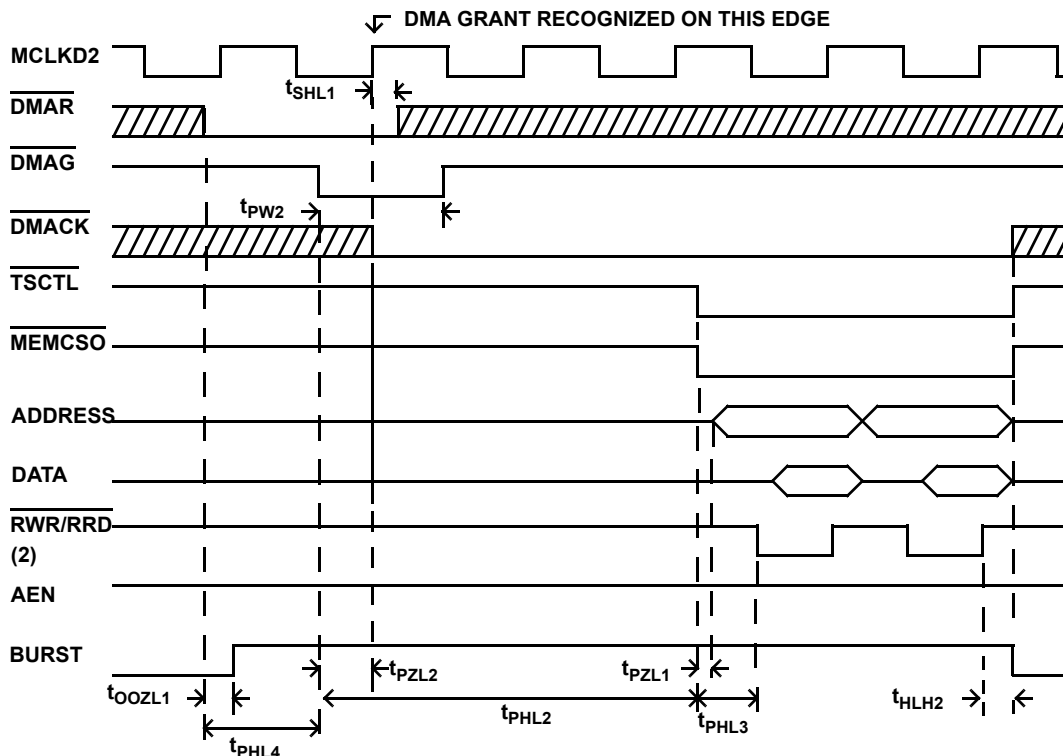 DMA GRANT RECOGNIZED ON THIS EDGE
MCLKD2
tSHL1
DMAR
DMAG
tPW2
DMACK
TSCTL
MEMCSO
ADDRESS
DATA
RWR/RRD
(2)
AEN
BURST
tPZL2
tPZL1
tOOZL1
tPHL2
tPHL3
tHLH2
tPHL4